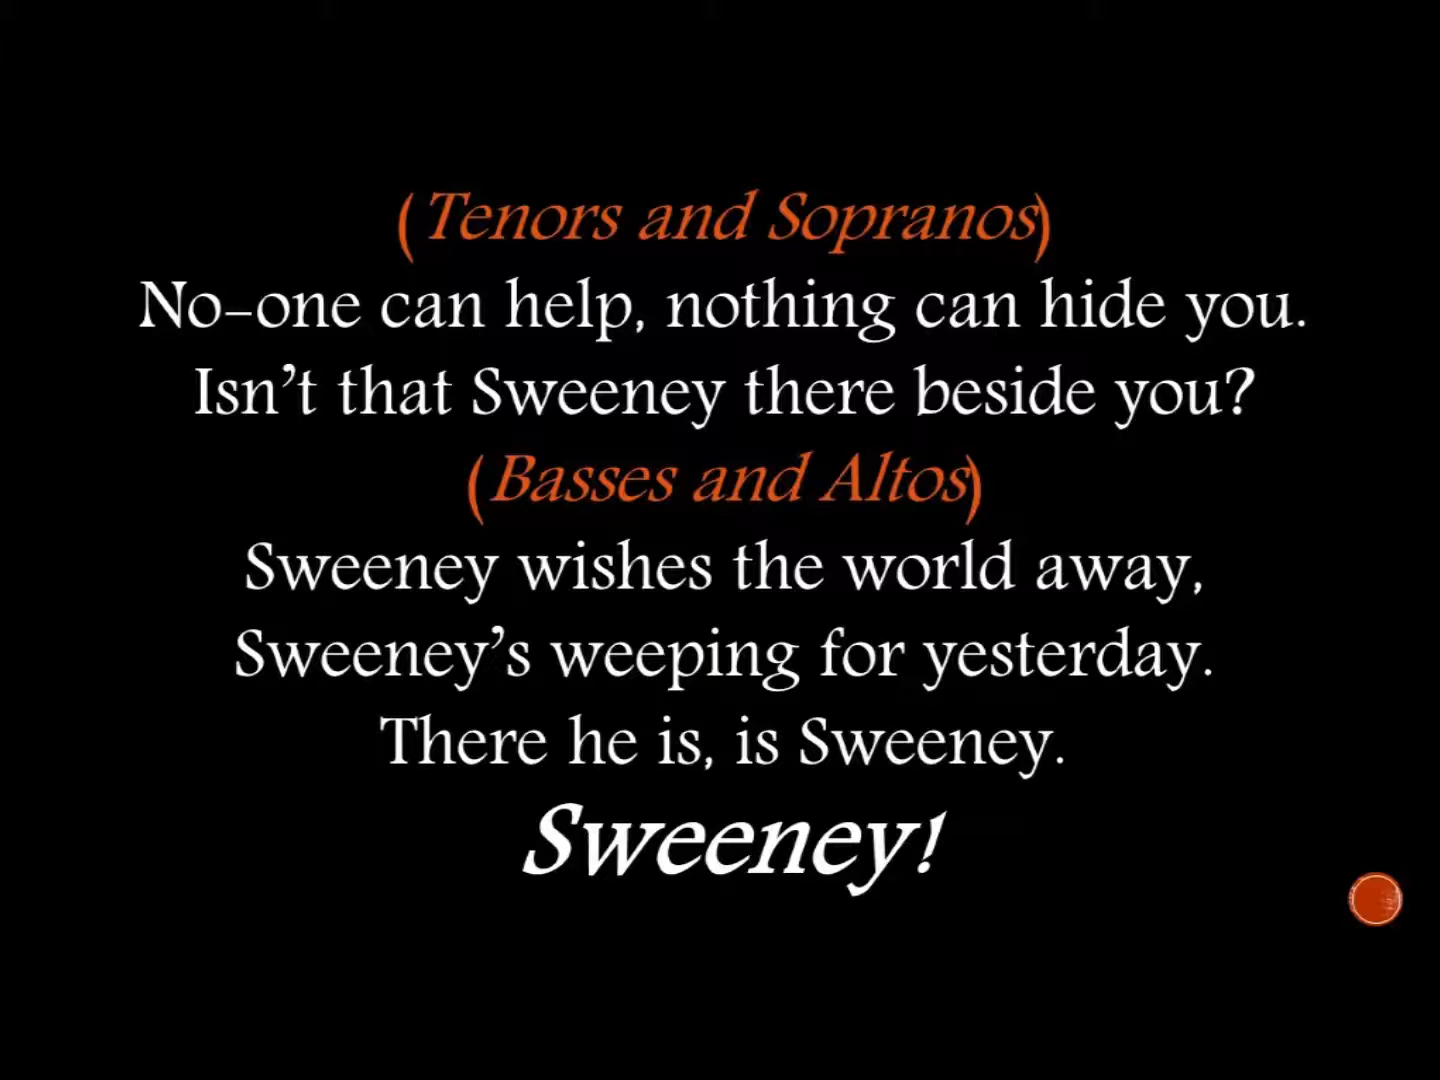 (Tenors and Sopranos)
No-one can help, nothing can hide you.
Isn’t that Sweeney there beside you?
(Basses and Altos)
Sweeney wishes the world away,
Sweeney’s weeping for yesterday.
There he is, is Sweeney.
Sweeney!